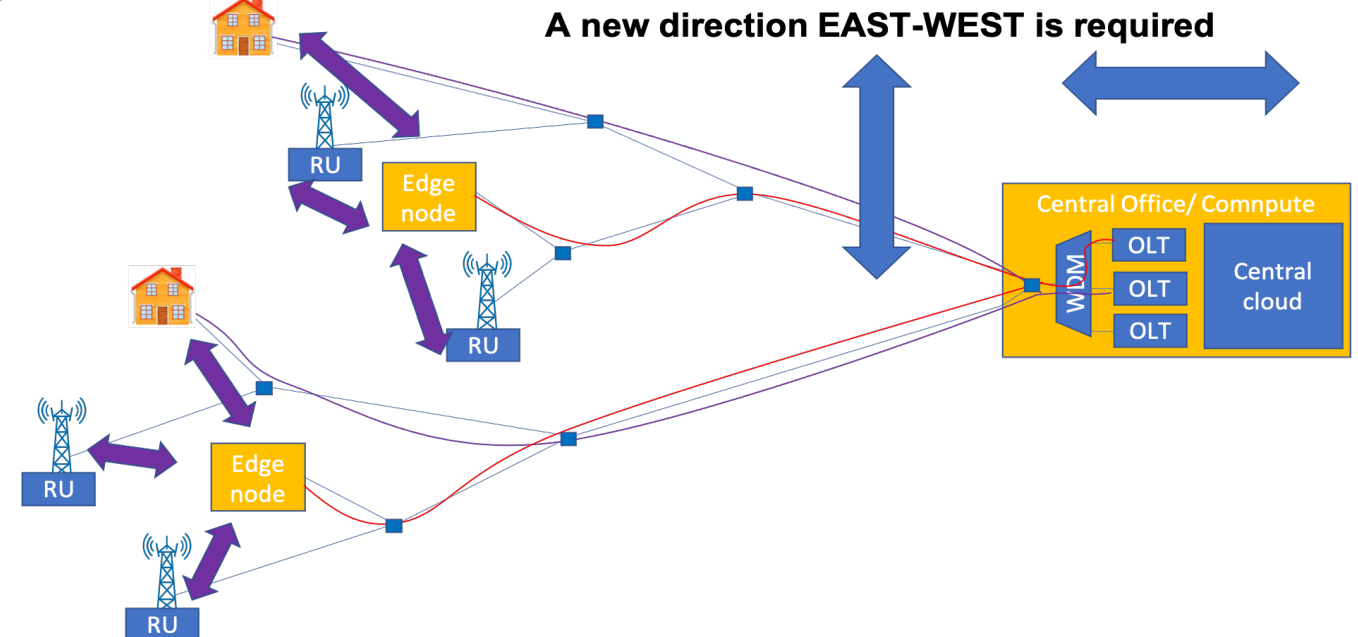 A new direction EAST-WEST is required
RU
Edge
node
RU
Central Office/ Comnpute
WDM
OLT
OLT
OLT
Central
cloud
RU
Edge
node
RU